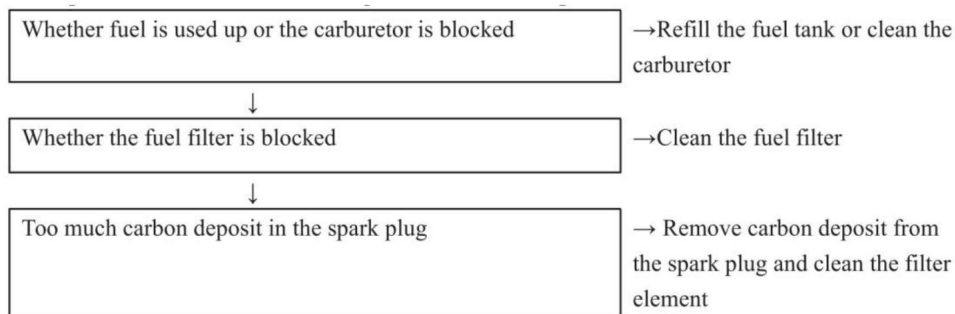 Whether fuel is used up or the carburetor is blocked
→Refill the fuel tank or clean the
carburetor
↓
Whether the fuel filter is blocked
→Clean the fuel filter
↓
Too much carbon deposit in the spark plug
→ Remove carbon deposit from
the spark plug and clean the filter
element